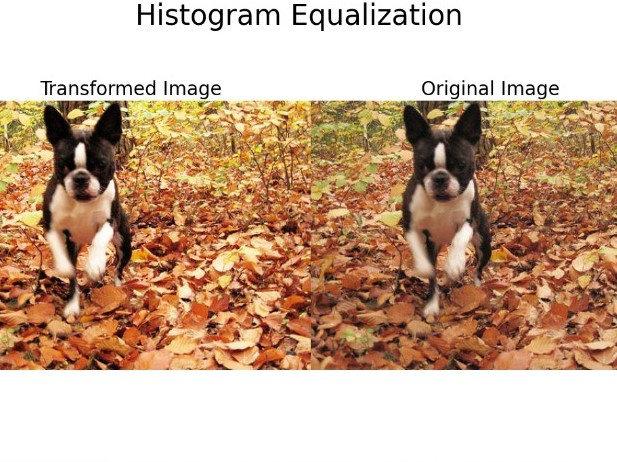 Histogram Equalization
Transformed Image
Original Image